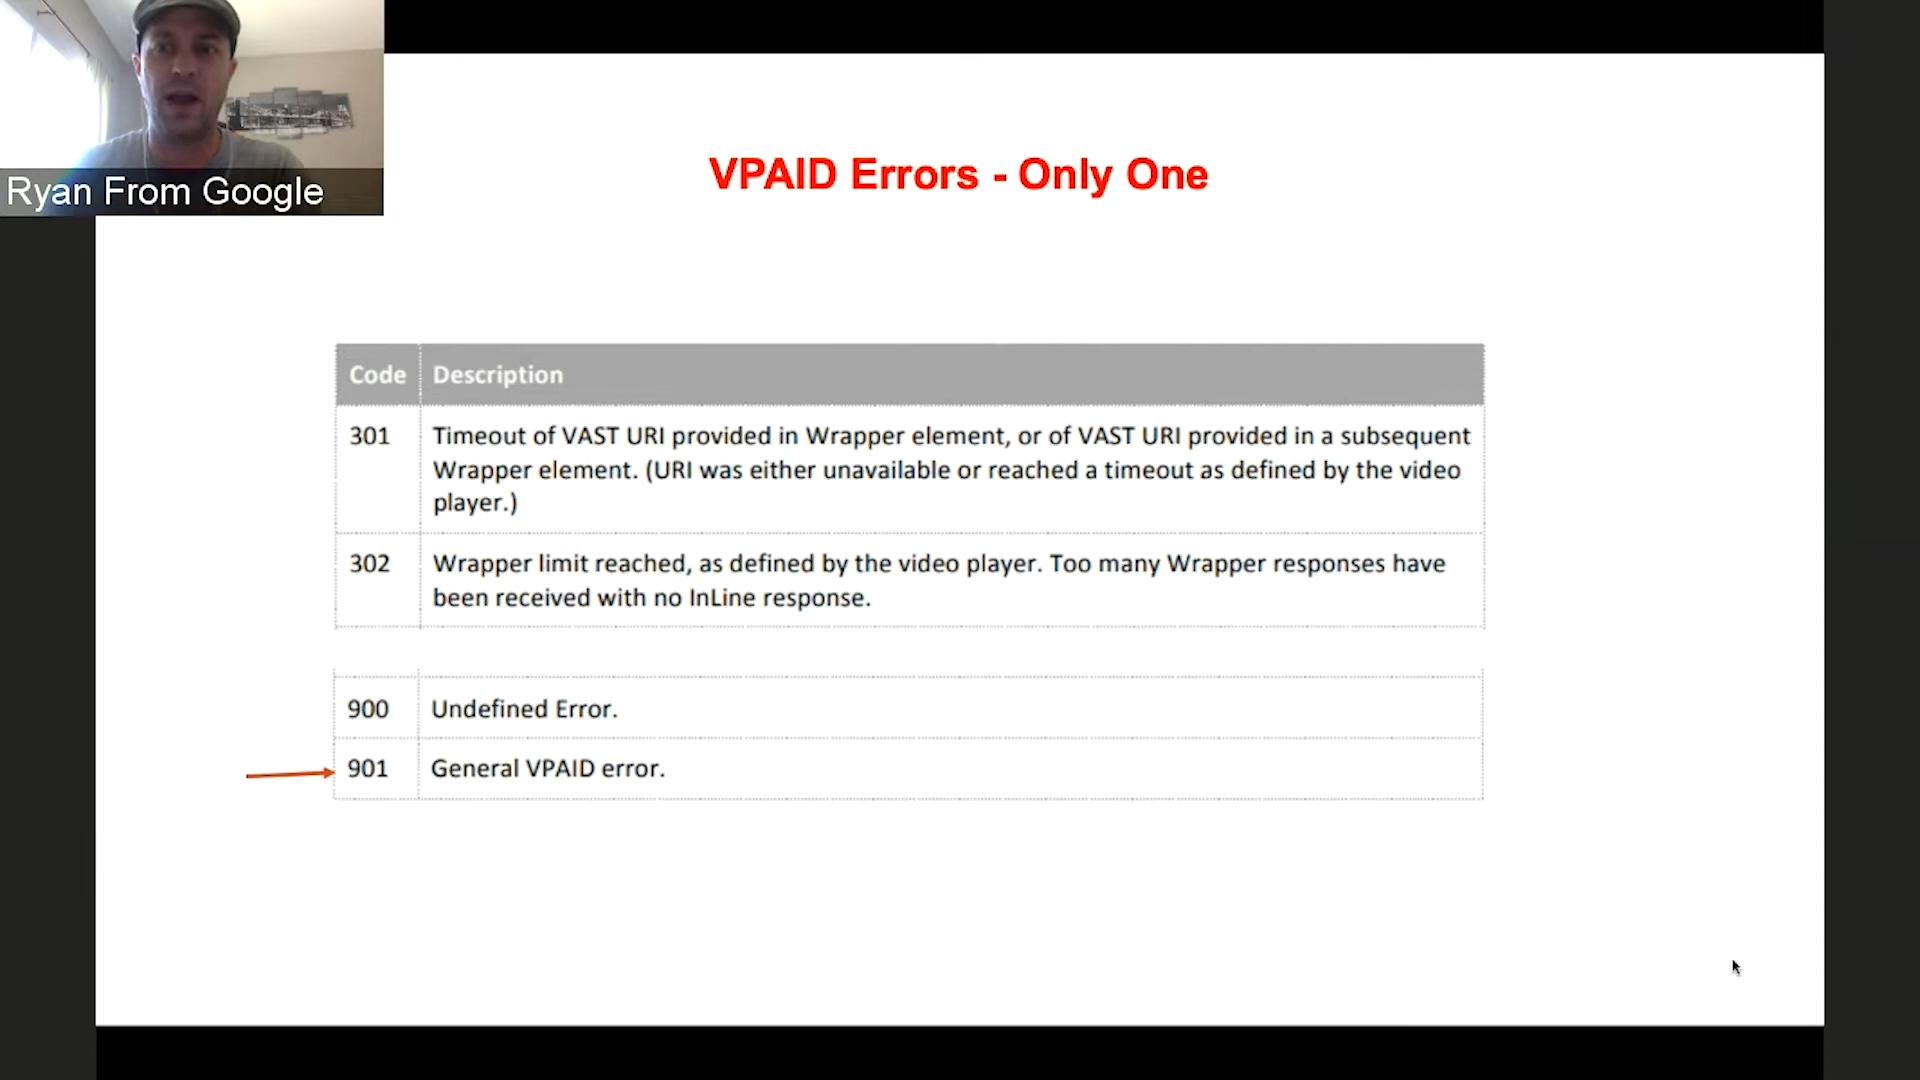 Ryan From Google
VPAID Errors - Only One
Code Description
301 Timeout of VAST URI provided in Wrapper element, or of VAST URI provided in a subsequent
Wrapper element. (URI was either unavailable or reached a timeout as defined by the video
player.)
302 Wrapper limit reached, as defined by the video player. Too many Wrapper responses have
been received with no InLine response.
900 Undefined Error.
901 General VPAID error.